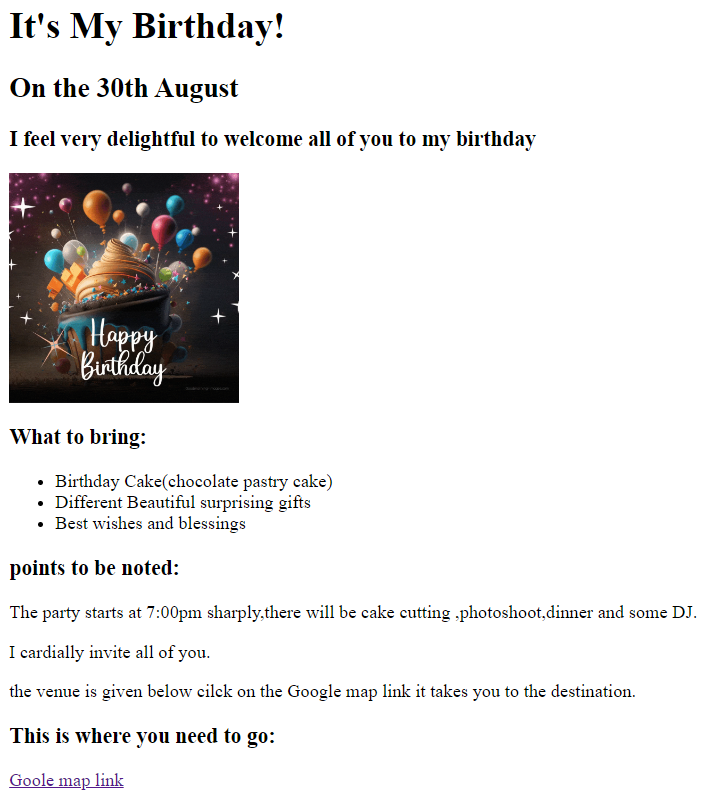 It's My Birthday!
On the 30th August
I feel very delightful to welcome all of you to my birthday
Happy
Birthday
What to bring:
Birthday Cake(chocolate pastry cake)
Different Beautiful surprising gifts
Best wishes and blessings
points to be noted:
The party starts at 7:00pm sharply,there will be cake cutting ,photoshoot,dinner and some DJ.
I cardially invite all of you.
the venue is given below cilck on the Google map link it takes you to the destination.
This is where you need to go:
Goole map link